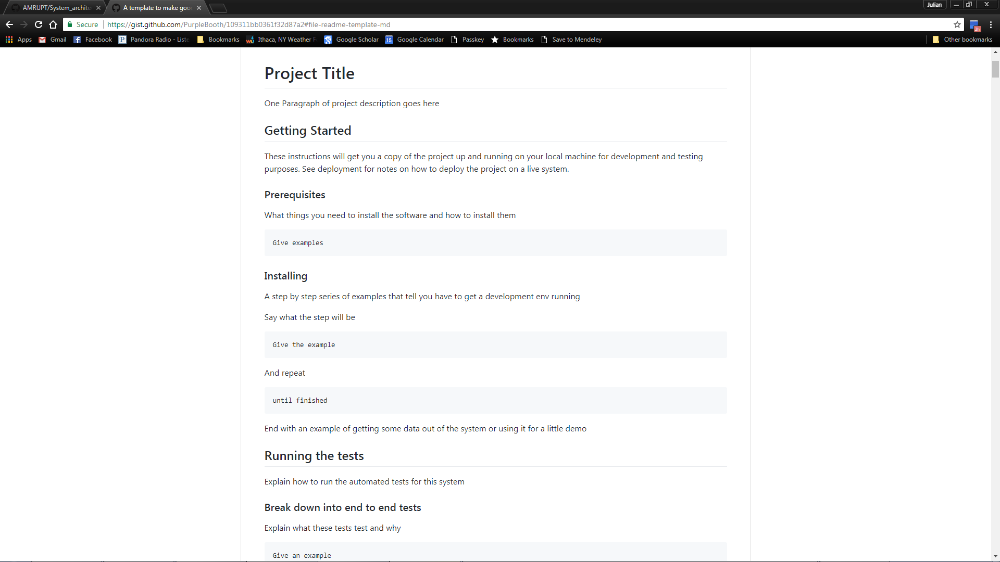 AMRUPT/System_archite
A template to make goo
Julian
Secure
https://gist.github.com/PurpleBooth/109311bb0361f32d87a2#file-readme-template-md
2h
Apps
Gmail
Facebook
P
Pandora Radio - Liste
Bookmarks
Ithaca, NY Weather F
Google Scholar
15
Google Calendar
Passkey
Bookmarks
Save to Mendeley
Other bookmarks
Project Title
One Paragraph of project description goes here
Getting Started
These instructions will get you a copy of the project up and running on your local machine for development and testing
purposes. See deployment for notes on how to deploy the project on a live system.
Prerequisites
What things you need to install the software and how to install them
Give examples
Installing
A step by step series of examples that tell you have to get a development env running
Say what the step will be
Give the example
And repeat
until finished
End with an example of getting some data out of the system or using it for a little demo
Running the tests
Explain how to run the automated tests for this system
Break down into end to end tests
Explain what these tests test and why
Give an example